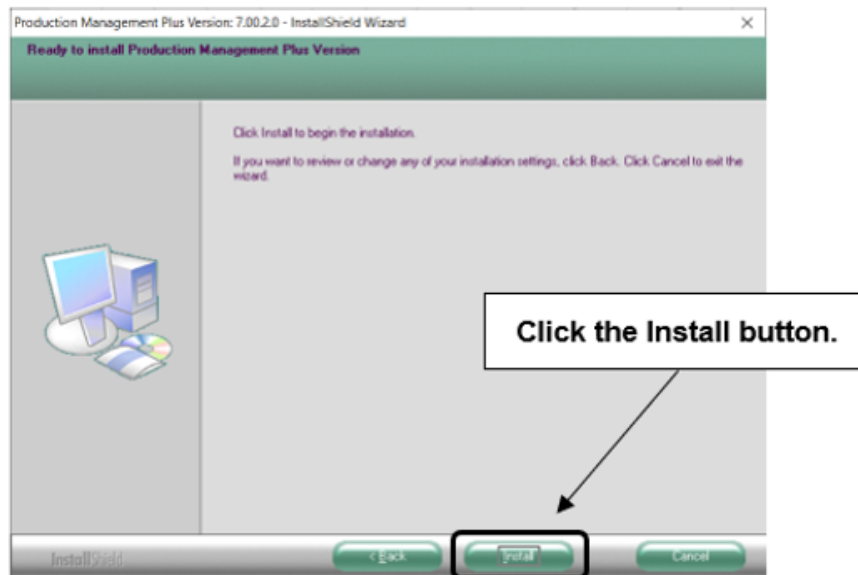 Production Management Plus Version: 7.00.2.0 - InstallShield Wizard
Ready to install Production Management Plus Version
Click Install to begin the installation.
If you want to review or change any of your installation settings, click Back. Click Cancel to exit the
wizard.
Click the Install button.
InstallShield
< Back
Install
Cancel